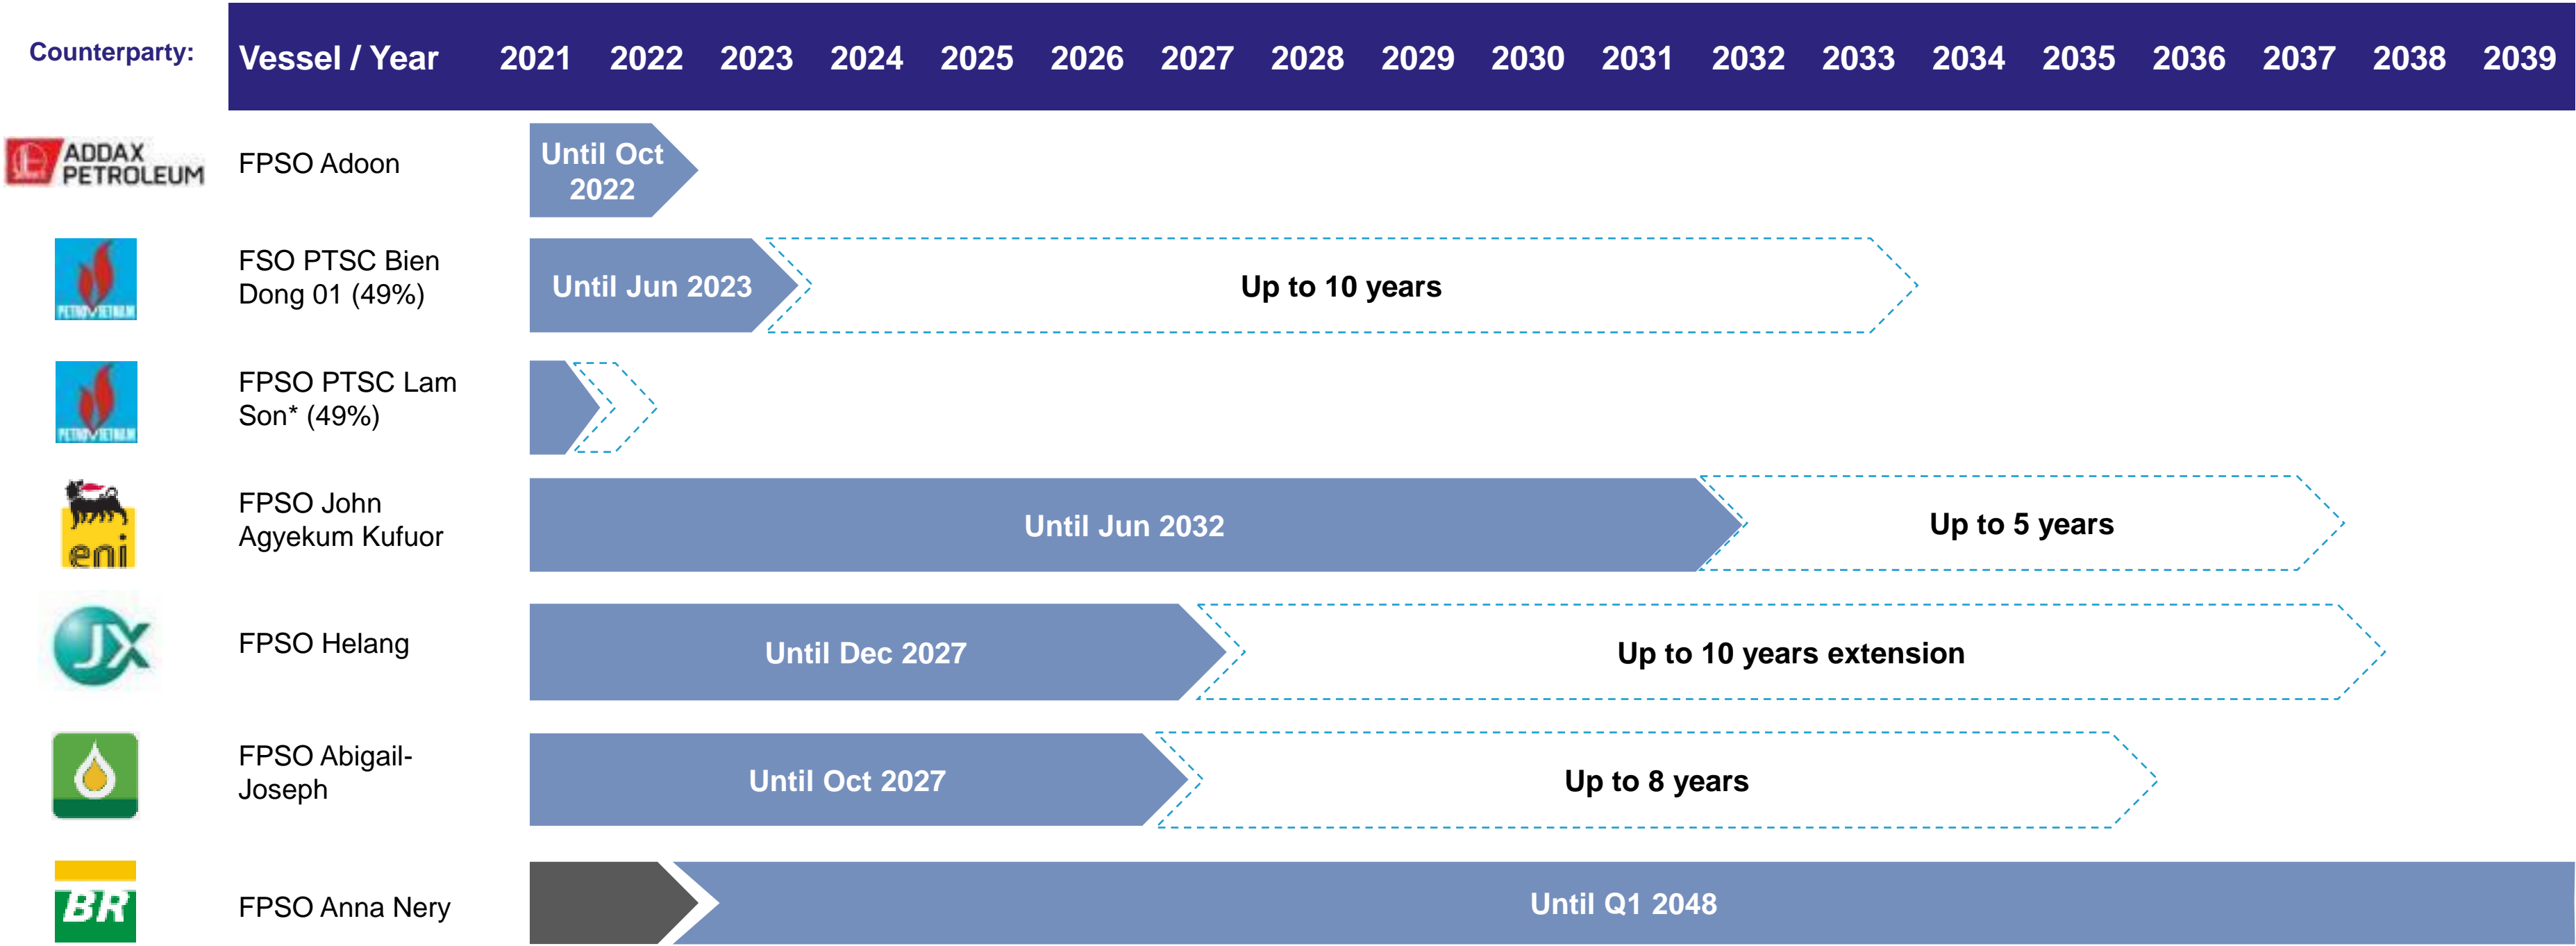 Counterparty:
Vessel / Year 2021 2022 2023 2024 2025 2026 2027 2028 2029 2030 2031 2032 2033 2034 2035 2036 2037 2038 2039
ADDAX
PETROLEUM
FPSO Adoon
Until Oct
2022
PETROVIETNAM
FSO PTSC Bien
Dong 01 (49%)
Until Jun 2023
Up to 10 years
PETROVIETNAM
FPSO PTSC Lam
Son* (49%)
eni
FPSO John
Agyekum Kufuor
Until Jun 2032
Up to 5 years
JX
FPSO Helang
Until Dec 2027
Up to 10 years extension
FPSO Abigail-
Joseph
Until Oct 2027
Up to 8 years
BR
FPSO Anna Nery
Until Q1 2048